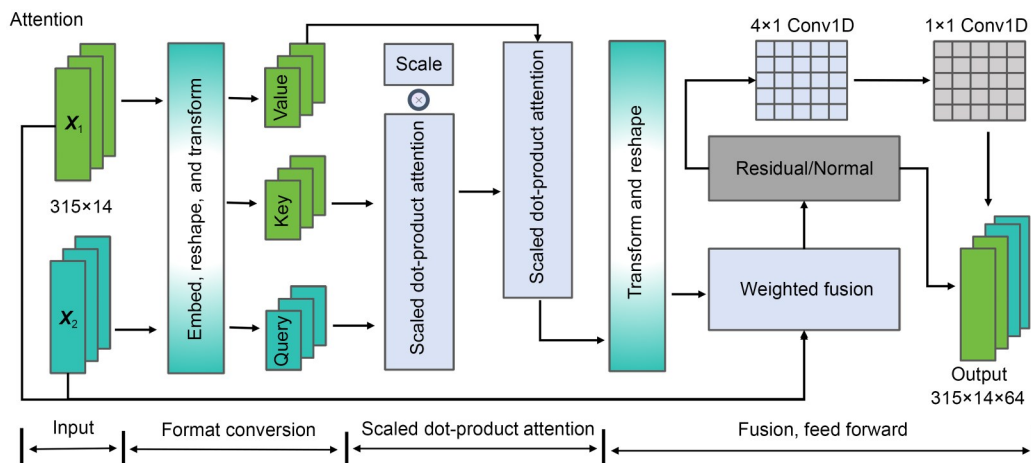 Attention
4×1 Conv1D
1×1 Conv1D
X1
315×14
X2
Embed, reshape, and transform
Value
Key
Query
Scale
×
Scaled dot-product attention
Scaled dot-product attention
Transform and reshape
Residual/Normal
Weighted fusion
Output
315×14×64
Input
Format conversion
Scaled dot-product attention
Fusion, feed forward